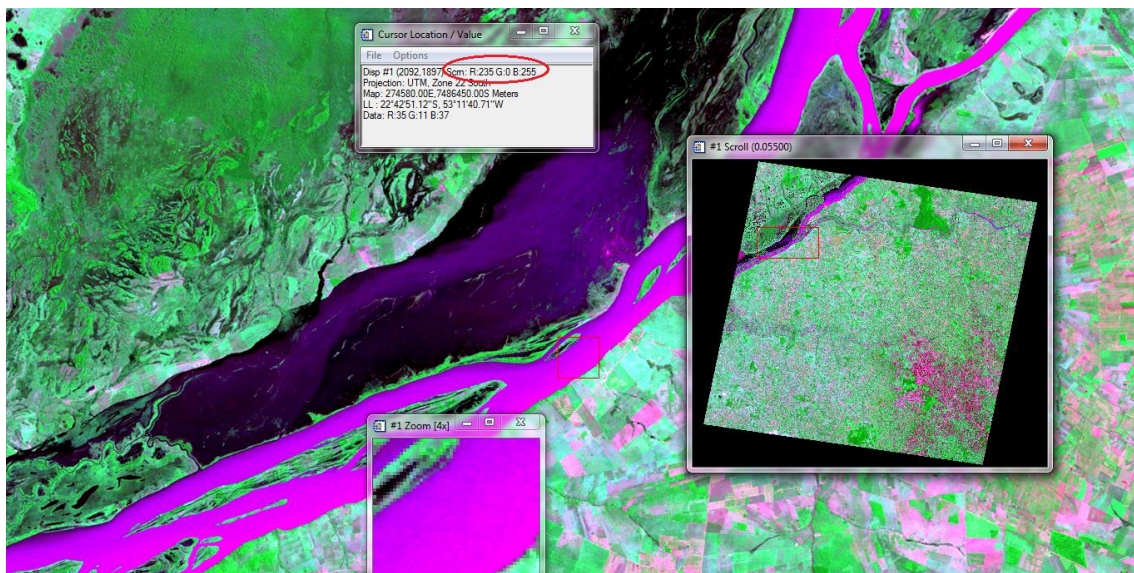 Cursor Location / Value
File Options
Disp #1 (2092,1897) Scrn: R:235 G:0 B:255
Projection: UTM, Zone 22 South
Map: 274580.00E,7486450.00S Meters
LL : 22°42'51.12"S, 53°11'40.71"W
Data: R:35 G:11 B:37
#1 Scroll (0.05500)
#1 Zoom [4x]